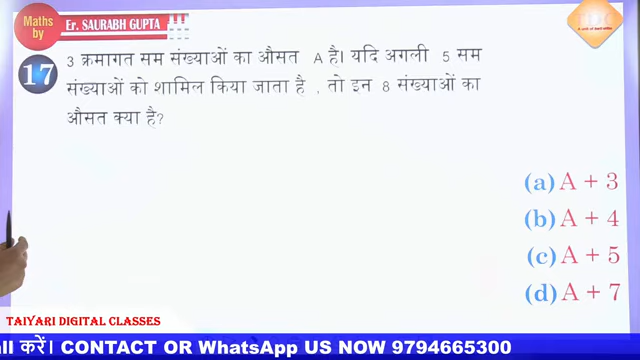 Maths
by
Er. SAURABH GUPTA
17
3 क्रमागत सम संख्याओं का औसत A है। यदि अगली 5 सम
संख्याओं को शामिल किया जाता है , तो इन 8 संख्याओं का
औसत क्या है?
(a) A + 3
(b) A + 4
(c) A + 5
(d) A + 7
TAIYARI DIGITAL CLASSES
all करें। CONTACT OR WhatsApp US NOW 9794665300